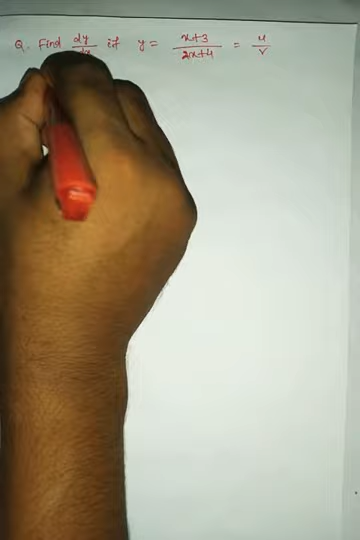 Q. Find dy/dx if y = x+3/2x+4 = u/v